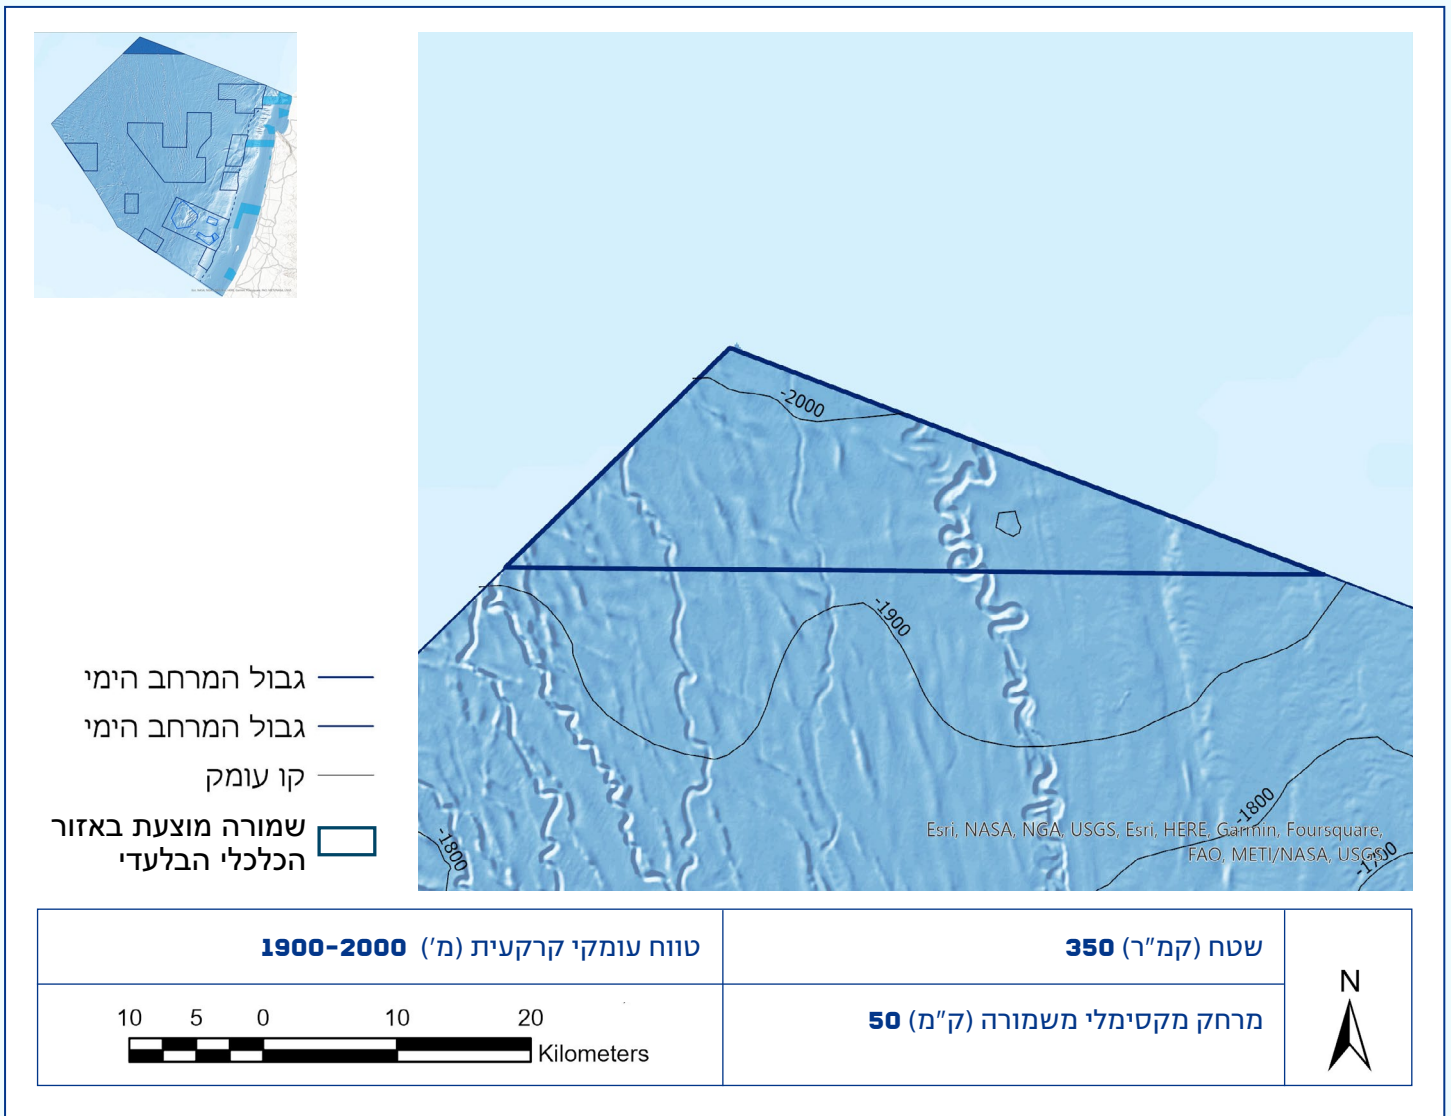 -2000
-1900
-1800
-1800
-1700
Esri, NASA, NGA, USGS, Esri, HERE, Garmin, Foursquare,
FAO, METI/NASA, USGS
גבול המרחב הימי
גבול המרחב הימי
קו עומק
שמורה מוצעת באזור
הכלכלי הבלעדי
שטח (קמ"ר) 350
טווח עומקי קרקעית (מ') 1900-2000
מרחק מקסימלי משמורה (ק"מ) 50
10 5 0 10 20
Kilometers
N